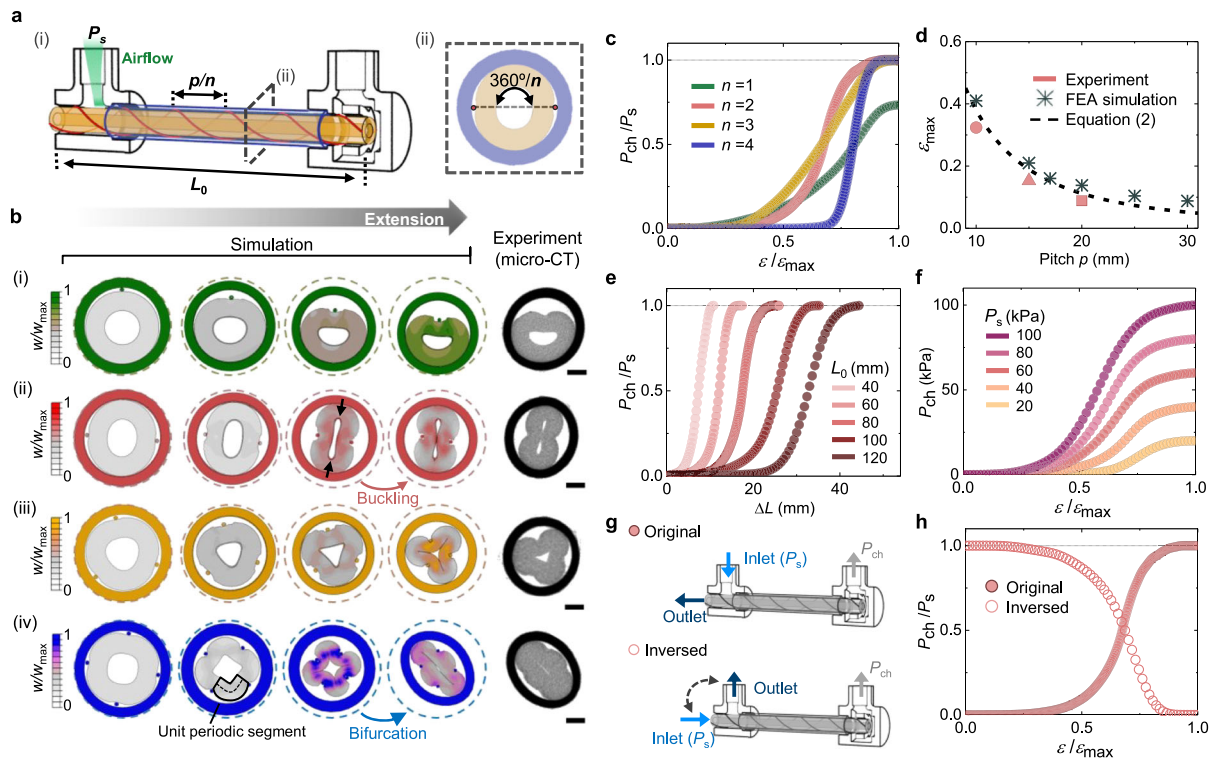 a
(i)
P_s
Airflow
p/n
(ii)
L_0
(ii)
360º/n
b
Extension
Simulation
Experiment
(micro-CT)
(i)
w/w_max
1
0
(ii)
w/w_max
1
0
Buckling
(iii)
w/w_max
1
0
(iv)
w/w_max
1
0
Unit periodic segment
Bifurcation
c
P_ch/P_s
1.0
0.5
0.0
n = 1
n = 2
n = 3
n = 4
0.0 0.5 1.0
ε/ε_max
d
ε_max
0.6
0.4
0.2
0.0
Experiment
FEA simulation
Equation (2)
10 15 20 25 30
Pitch p (mm)
e
P_ch/P_s
1.0
0.5
0.0
L_0 (mm)
40
60
80
100
120
0 20 40
ΔL (mm)
f
P_ch (kPa)
100
50
0
P_s (kPa)
100
80
60
40
20
0.0 0.5 1.0
ε/ε_max
g
Original
Inlet (P_s)
P_ch
Outlet
Inversed
Outlet
P_ch
Inlet (P_s)
h
P_ch/P_s
1.0
0.5
0.0
Original
Inversed
0.0 0.5 1.0
ε/ε_max